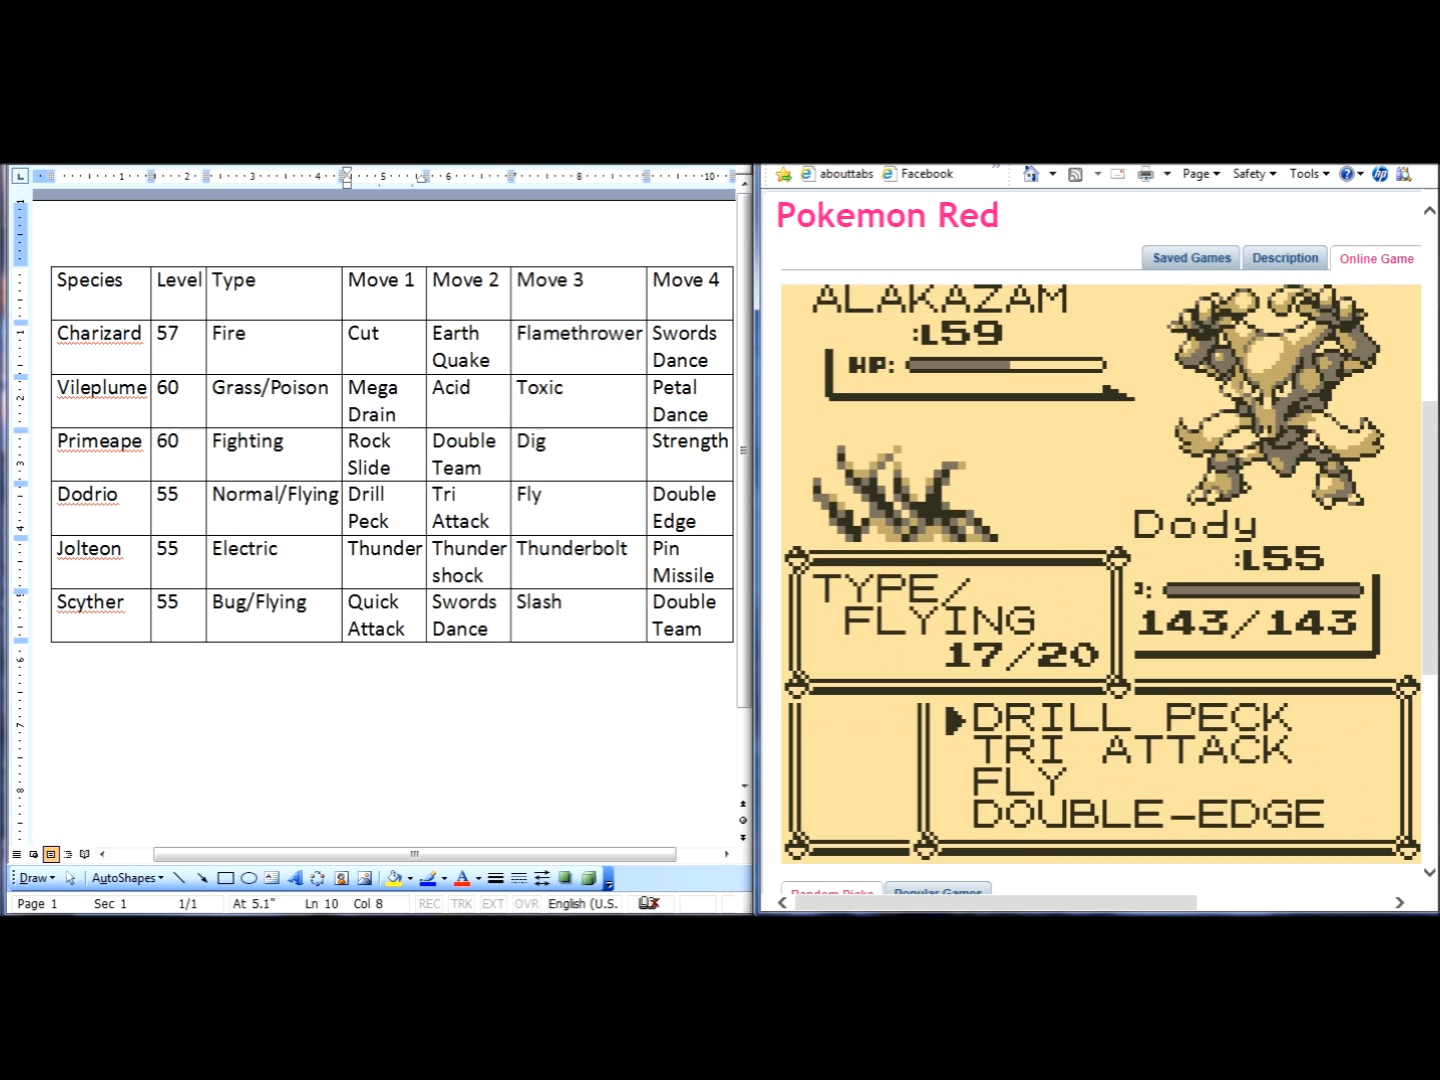 abouttabs Facebook Page Safety Tools
Pokemon Red
Saved Games Description Online Game
Species Level Type Move 1 Move 2 Move 3 Move 4
Charizard 57 Fire Cut Earth Quake Flamethrower Swords Dance
Vileplume 60 Grass/Poison Mega Drain Acid Toxic Petal Dance
Primeape 60 Fighting Rock Slide Double Team Dig Strength
Dodrio 55 Normal/Flying Drill Peck Tri Attack Fly Double Edge
Jolteon 55 Electric Thunder Thunder shock Thunderbolt Pin Missile
Scyther 55 Bug/Flying Quick Attack Swords Dance Slash Double Team
Draw AutoShapes
Page 1 Sec 1 1/1 At 5.1" Ln 10 Col 8 REC TRK EXT OVR English (U.S.
ALAKAZAM
:L59
HP:
Dody
:L55
143/143
TYPE/
FLYING
17/20
DRILL PECK
TRI ATTACK
FLY
DOUBLE-EDGE
Random Picks Popular Games